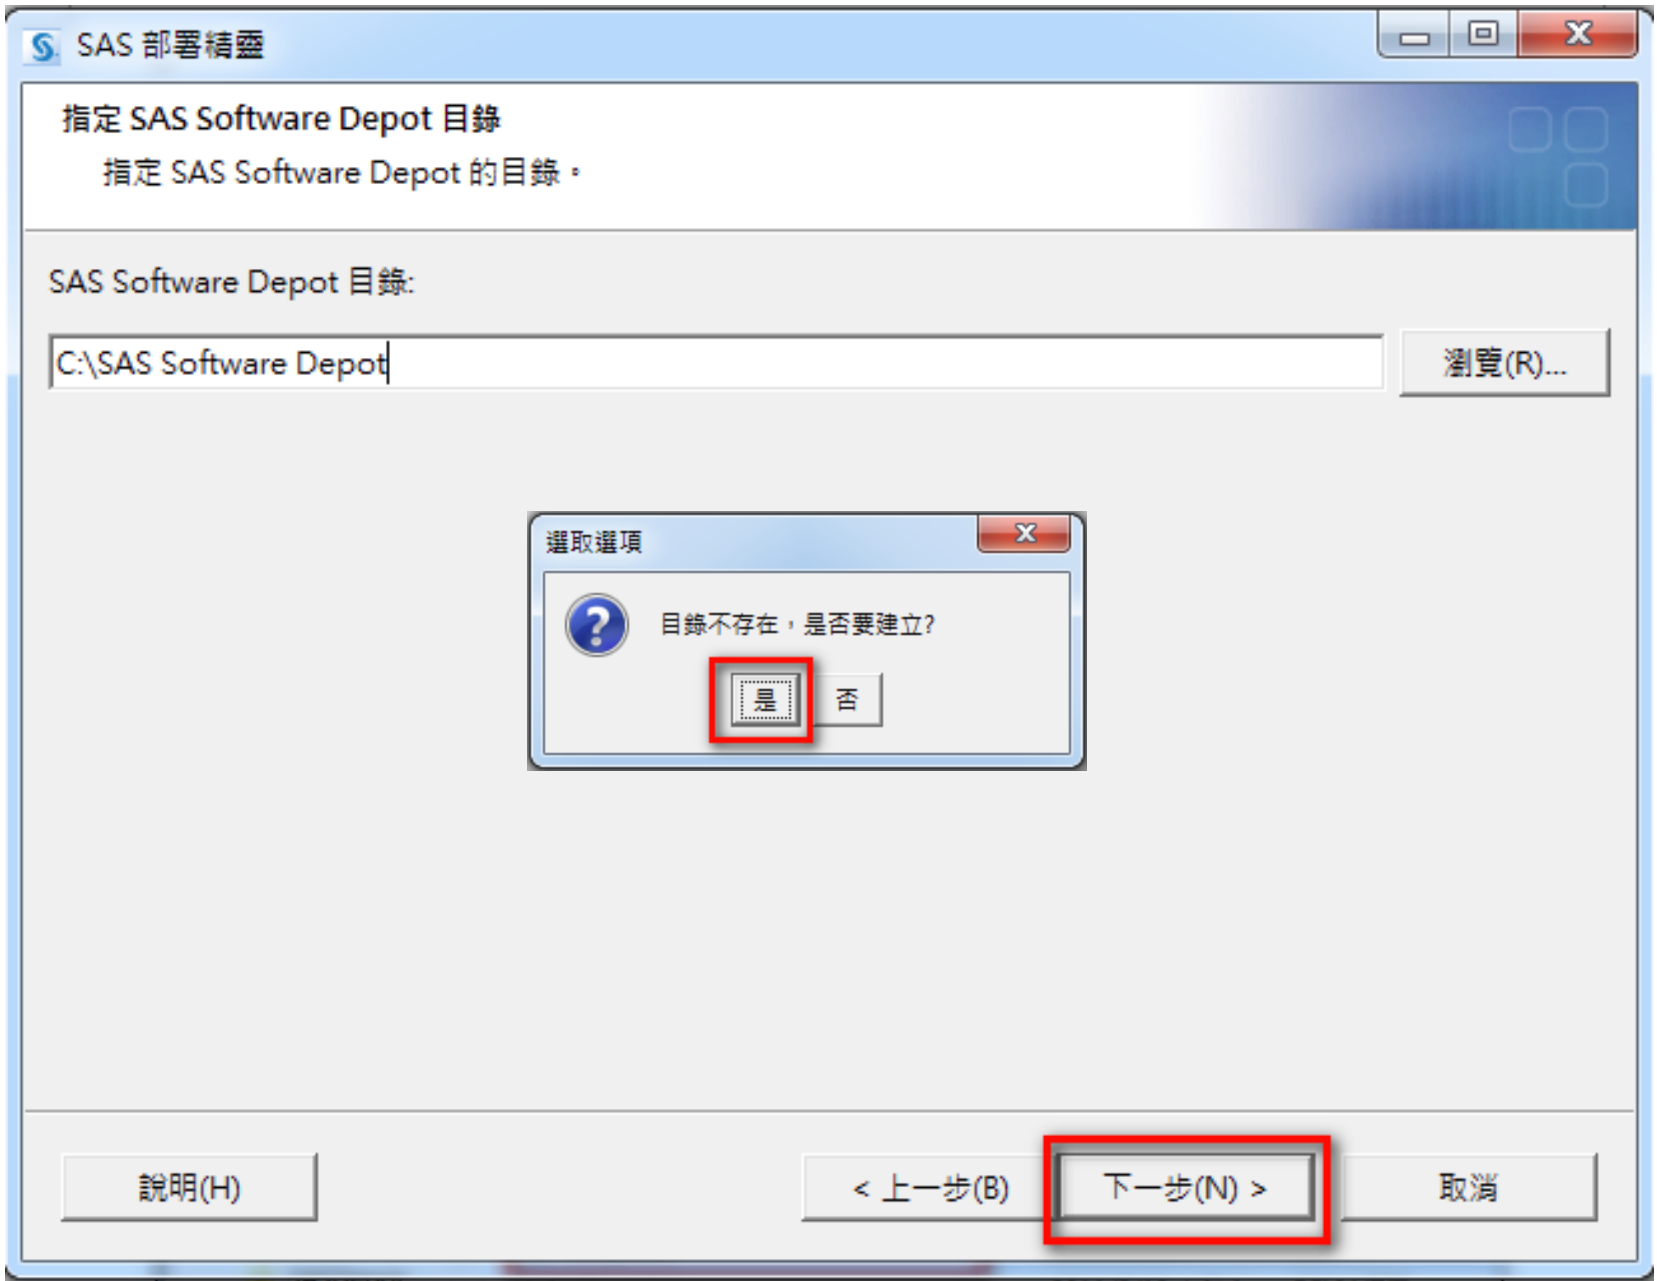 SAS 部署精靈
指定 SAS Software Depot 目錄
指定 SAS Software Depot 的目錄。
SAS Software Depot 目錄:
C:\SAS Software Depot
瀏覽(R)...
選取選項
目錄不存在，是否要建立?
是
否
說明(H)
< 上一步(B)
下一步(N) >
取消